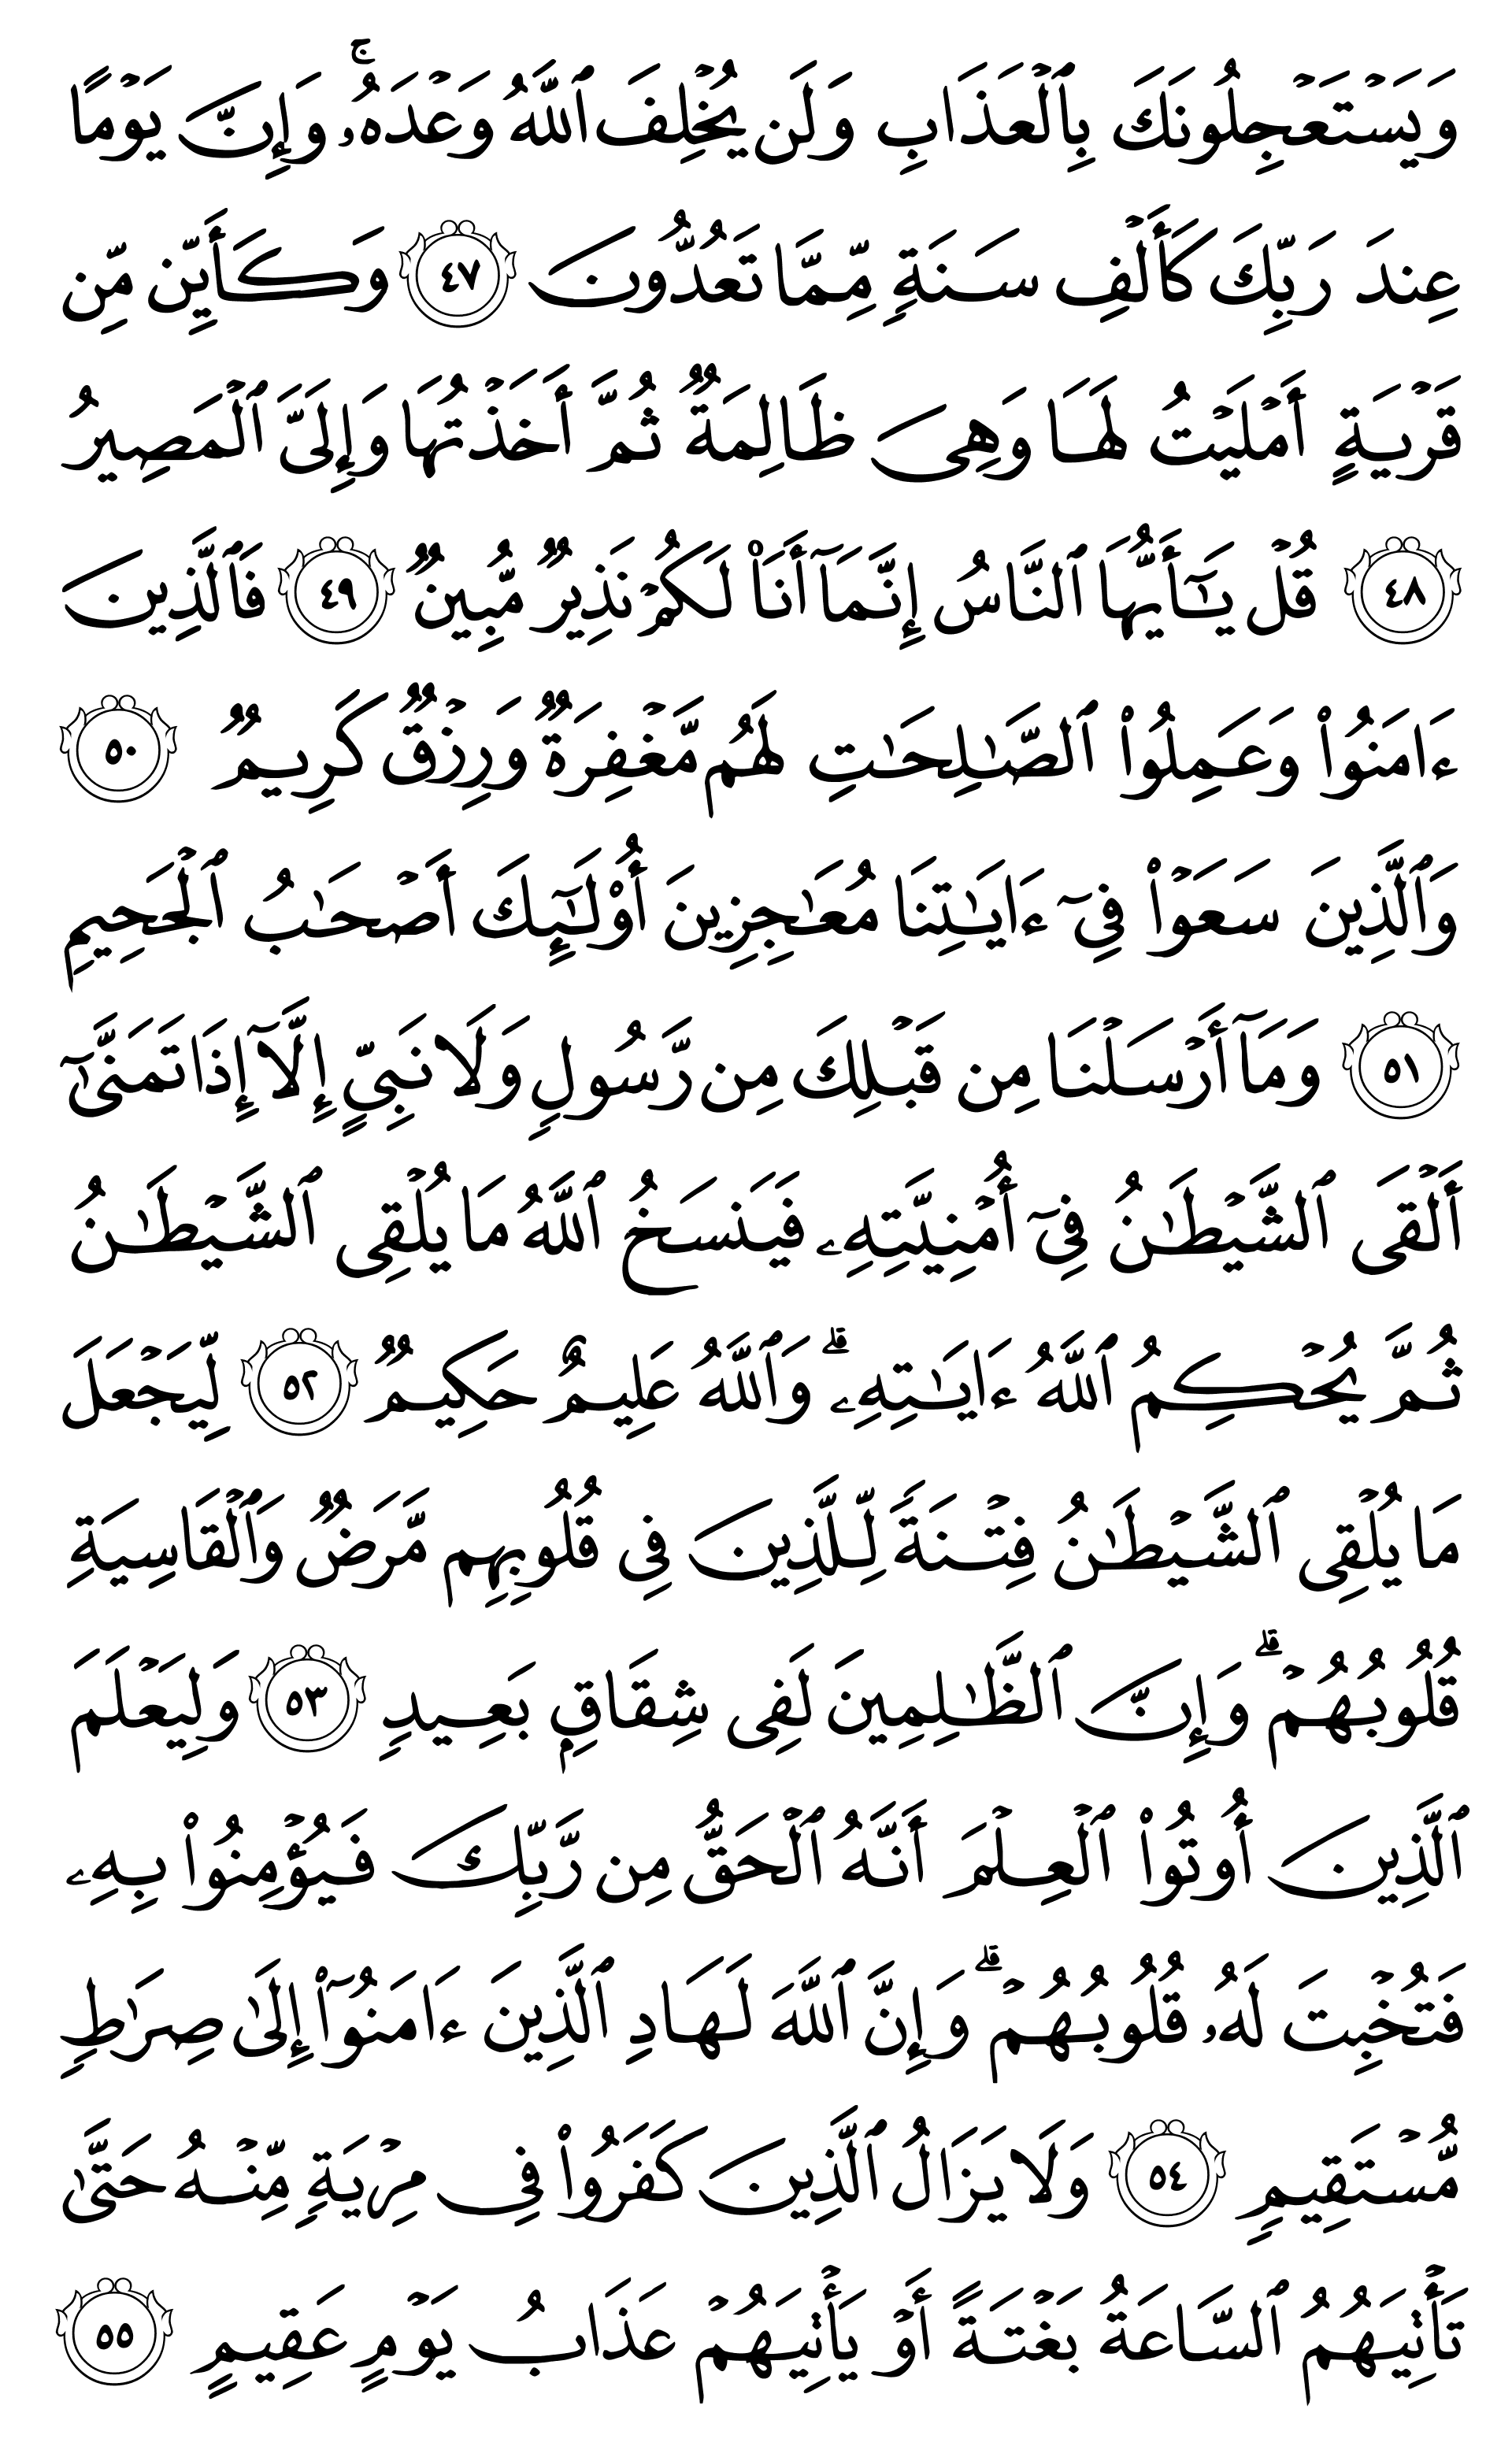 وَيَسْتَعْجِلُونَكَ بِٱلْعَذَابِ وَلَن يُخْلِفَ ٱللَّهُ وَعْدَهُۥۚ وَإِنَّ يَوْمًا
عِندَ رَبِّكَ كَأَلْفِ سَنَةٍ مِّمَّا تَعُدُّونَ ٤٧ وَكَأَيِّن مِّن
قَرْيَةٍ أَمْلَيْتُ لَهَا وَهِىَ ظَالِمَةٌ ثُمَّ أَخَذْتُهَا وَإِلَىَّ ٱلْمَصِيرُ
٤٨ قُلْ يَـٰٓأَيُّهَا ٱلنَّاسُ إِنَّمَآ أَنَا۠ لَكُمْ نَذِيرٌ مُّبِينٌ ٤٩ فَٱلَّذِينَ
ءَامَنُوا۟ وَعَمِلُوا۟ ٱلصَّـٰلِحَـٰتِ لَهُم مَّغْفِرَةٌ وَرِزْقٌ كَرِيمٌ ٥٠
وَٱلَّذِينَ سَعَوْا۟ فِىٓ ءَايَـٰتِنَا مُعَـٰجِزِينَ أُو۟لَـٰٓئِكَ أَصْحَـٰبُ ٱلْجَحِيمِ
٥١ وَمَآ أَرْسَلْنَا مِن قَبْلِكَ مِن رَّسُولٍ وَلَا نَبِىٍّ إِلَّآ إِذَا تَمَنَّىٰٓ
أَلْقَى ٱلشَّيْطَـٰنُ فِىٓ أُمْنِيَّتِهِۦ فَيَنسَخُ ٱللَّهُ مَا يُلْقِى ٱلشَّيْطَـٰنُ
ثُمَّ يُحْكِمُ ٱللَّهُ ءَايَـٰتِهِۦۗ وَٱللَّهُ عَلِيمٌ حَكِيمٌ ٥٢ لِّيَجْعَلَ
مَا يُلْقِى ٱلشَّيْطَـٰنُ فِتْنَةً لِّلَّذِينَ فِى قُلُوبِهِم مَّرَضٌ وَٱلْقَاسِيَةِ
قُلُوبُهُمْۗ وَإِنَّ ٱلظَّـٰلِمِينَ لَفِى شِقَاقٍۭ بَعِيدٍ ٥٣ وَلِيَعْلَمَ
ٱلَّذِينَ أُوتُوا۟ ٱلْعِلْمَ أَنَّهُ ٱلْحَقُّ مِن رَّبِّكَ فَيُؤْمِنُوا۟ بِهِۦ
فَتُخْبِتَ لَهُۥ قُلُوبُهُمْۗ وَإِنَّ ٱللَّهَ لَهَادِ ٱلَّذِينَ ءَامَنُوٓا۟ إِلَىٰ صِرَٰطٍ
مُّسْتَقِيمٍ ٥٤ وَلَا يَزَالُ ٱلَّذِينَ كَفَرُوا۟ فِى مِرْيَةٍ مِّنْهُ حَتَّىٰ
تَأْتِيَهُمُ ٱلسَّاعَةُ بَغْتَةً أَوْ يَأْتِيَهُمْ عَذَابُ يَوْمٍ عَقِيمٍ ٥٥